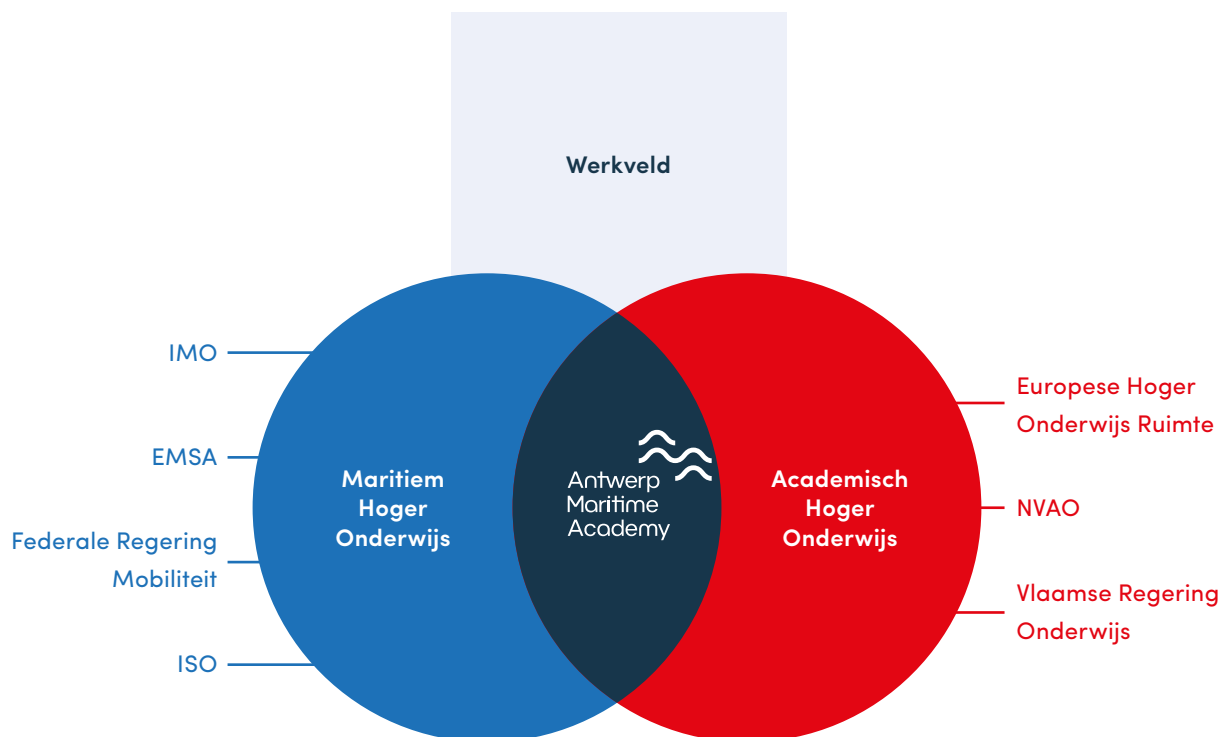 Werkveld
IMO
EMSA
Federale Regering
Mobiliteit
ISO
Maritiem
Hoger
Onderwijs
Antwerp
Maritime
Academy
Academisch
Hoger
Onderwijs
Europese Hoger
Onderwijs Ruimte
NVAO
Vlaamse Regering
Onderwijs